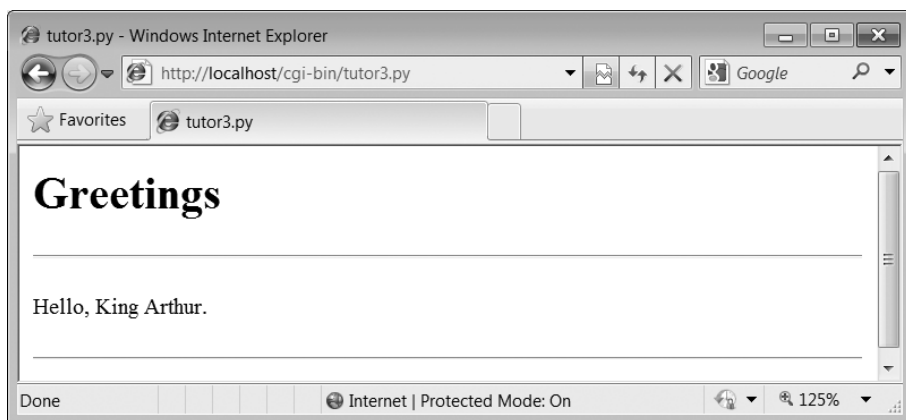 tutor3.py - Windows Internet Explorer
http://localhost/cgi-bin/tutor3.py
Google
Favorites
tutor3.py
Greetings
Hello, King Arthur.
Done
Internet | Protected Mode: On
125%